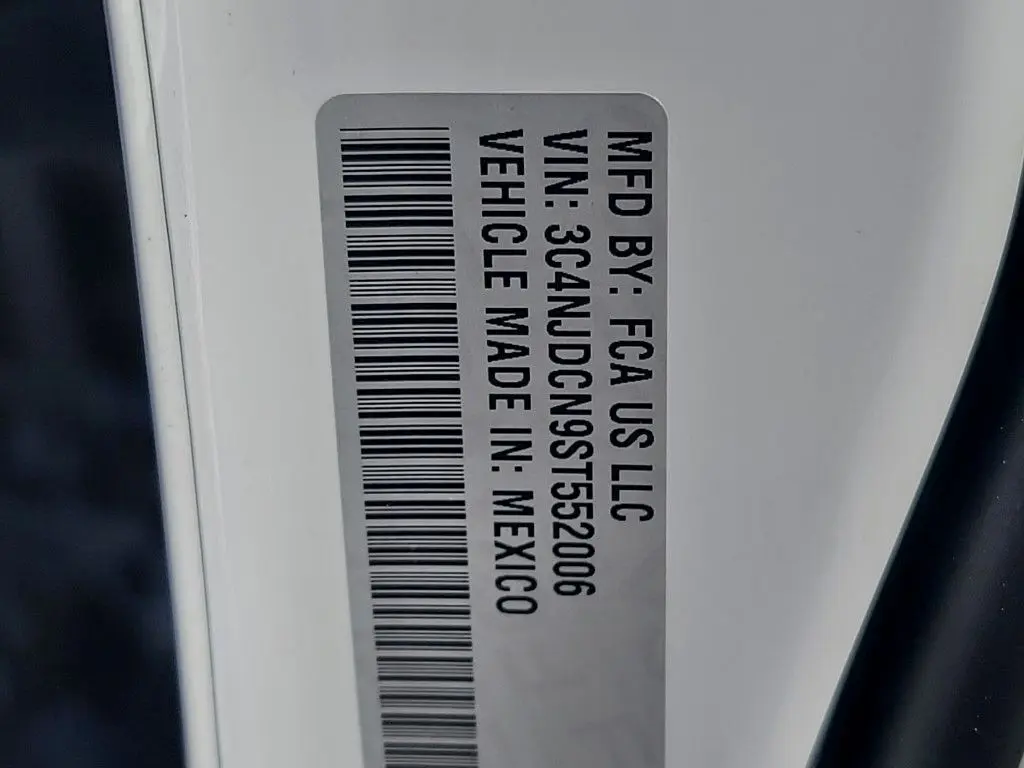 MFD BY: FCA US LLC
VIN: 3C4NJDCN9ST552006
VEHICLE MADE IN: MEXICO